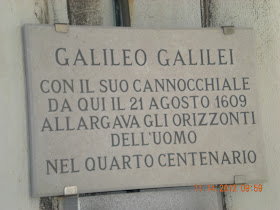 GALILEO GALILEI
CON IL SUO CANNOCCHIALE
DA QUI IL 21 AGOSTO 1609
ALLARGAVA GLI ORIZZONTI
DELL'UOMO
NEL QUARTO CENTENARIO